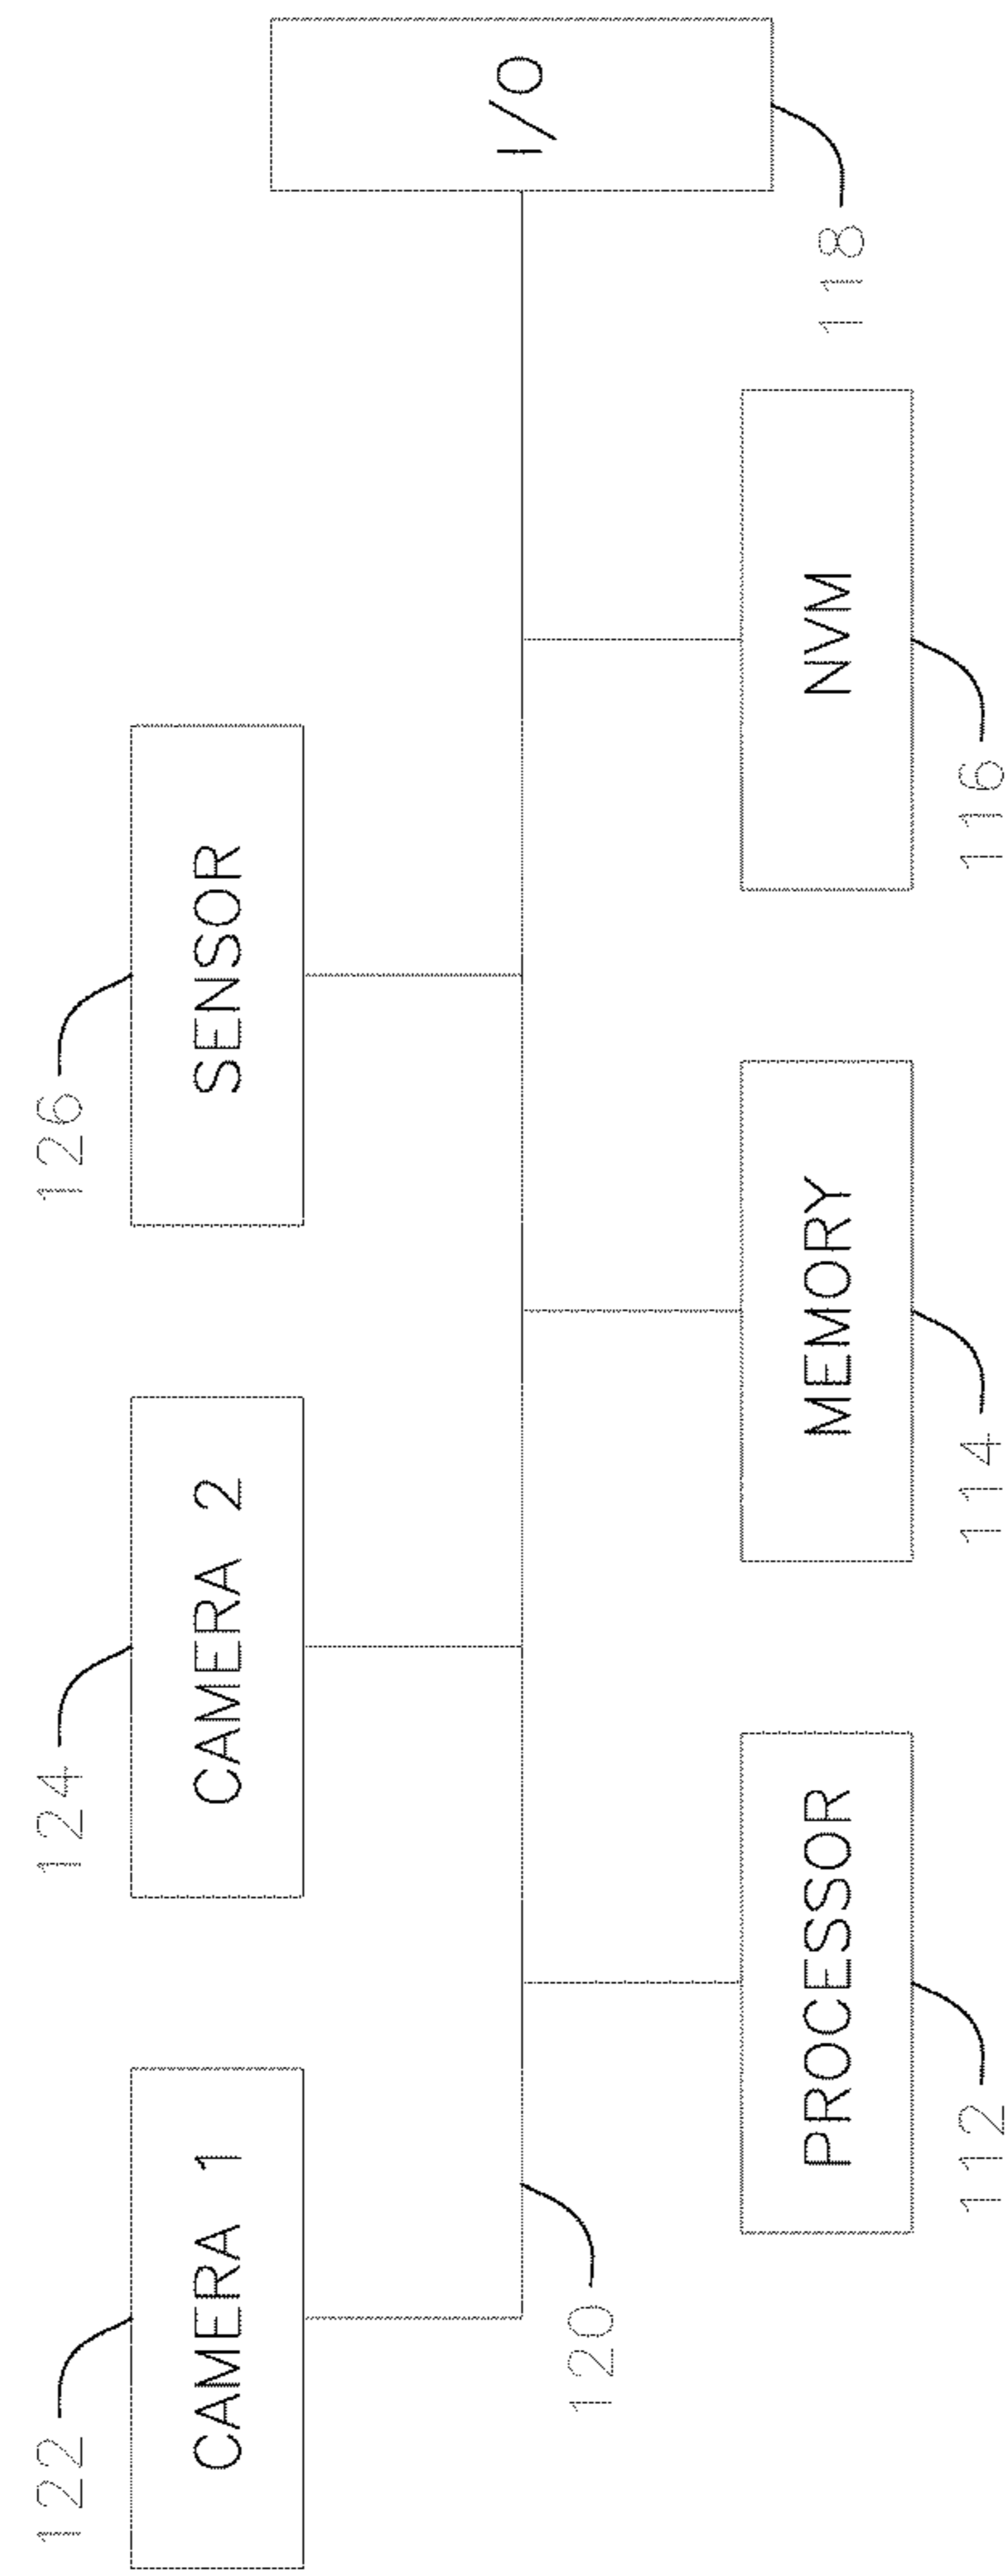 122
CAMERA 1
124
CAMERA 2
126
SENSOR
I/O
118
120
PROCESSOR
112
MEMORY
114
NVM
116